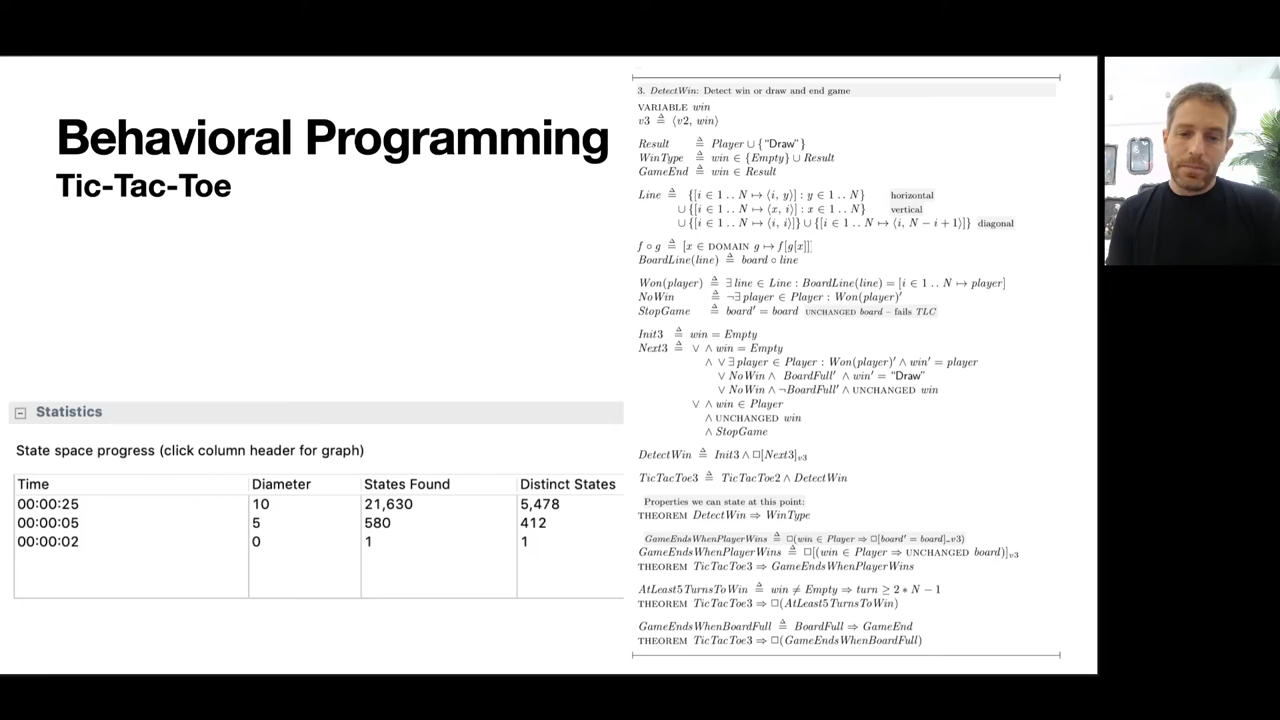 Behavioral Programming
Tic-Tac-Toe
Statistics
State space progress (click column header for graph)
Time Diameter States Found Distinct States
00:00:25 10 21,630 5,478
00:00:05 5 580 412
00:00:02 0 1 1
3. DetectWin: Detect win or draw and end game
VARIABLE win
v3 ≜ ⟨v2, win⟩
Result ≜ Player ∪ {"Draw"}
WinType ≜ win ∈ {Empty} ∪ Result
GameEnd ≜ win ∈ Result
Line ≜ {[i ∈ 1 .. N ↦ ⟨i, y⟩] : y ∈ 1 .. N} horizontal
∪ {[i ∈ 1 .. N ↦ ⟨x, i⟩] : x ∈ 1 .. N} vertical
∪ {[i ∈ 1 .. N ↦ ⟨i, i⟩]} ∪ {[i ∈ 1 .. N ↦ ⟨i, N − i + 1⟩]} diagonal
f ∘ g ≜ [x ∈ DOMAIN g ↦ f[g[x]]]
BoardLine(line) ≜ board ∘ line
Won(player) ≜ ∃ line ∈ Line : BoardLine(line) = [i ∈ 1 .. N ↦ player]
NoWin ≜ ¬∃ player ∈ Player : Won(player)′
StopGame ≜ board′ = board UNCHANGED board – fails TLC
Init3 ≜ win = Empty
Next3 ≜ ∨ ∧ win = Empty
∧ ∨ ∃ player ∈ Player : Won(player)′ ∧ win′ = player
∨ NoWin ∧ BoardFull′ ∧ win′ = "Draw"
∨ NoWin ∧ ¬BoardFull′ ∧ UNCHANGED win
∨ ∧ win ∈ Player
∧ UNCHANGED win
∧ StopGame
DetectWin ≜ Init3 ∧ □[Next3]_v3
TicTacToe3 ≜ TicTacToe2 ∧ DetectWin
Properties we can state at this point:
THEOREM DetectWin ⇒ WinType
GameEndsWhenPlayerWins ≜ □(win ∈ Player ⇒ □[board′ = board]_v3)
GameEndsWhenPlayerWins ≜ □[(win ∈ Player ⇒ UNCHANGED board)]_v3
THEOREM TicTacToe3 ⇒ GameEndsWhenPlayerWins
AtLeast5TurnsToWin ≜ win ≠ Empty ⇒ turn ≥ 2 * N − 1
THEOREM TicTacToe3 ⇒ □(AtLeast5TurnsToWin)
GameEndsWhenBoardFull ≜ BoardFull ⇒ GameEnd
THEOREM TicTacToe3 ⇒ □(GameEndsWhenBoardFull)